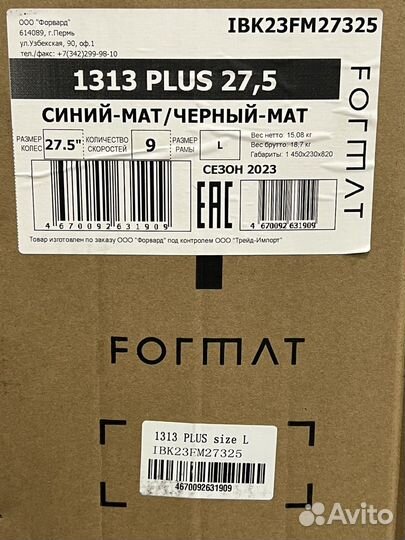 ООО "Форвард"
614089, г.Пермь
ул.Узбекская, 90, оф.1
тел./факс: +7(342)299-98-10
IBK23FM27325
1313 PLUS 27,5
СИНИЙ-МАТ/ЧЕРНЫЙ-МАТ
РАЗМЕР КОЛЕС
27.5"
КОЛИЧЕСТВО СКОРОСТЕЙ
9
РАЗМЕР РАМЫ
L
Вес нетто : 15,08 кг
Вес брутто : 18,7 кг
Габариты: 1 450x230x820
СЕЗОН 2023
4 670092 631909
EAC
4 670092 631909
Товар изготовлен по заказу ООО "Форвард" под контролем ООО "Трейд-Импорт"
FORMAT
FORMAT
1313 PLUS size L
IBK23FM27325
4670092631909
Avito